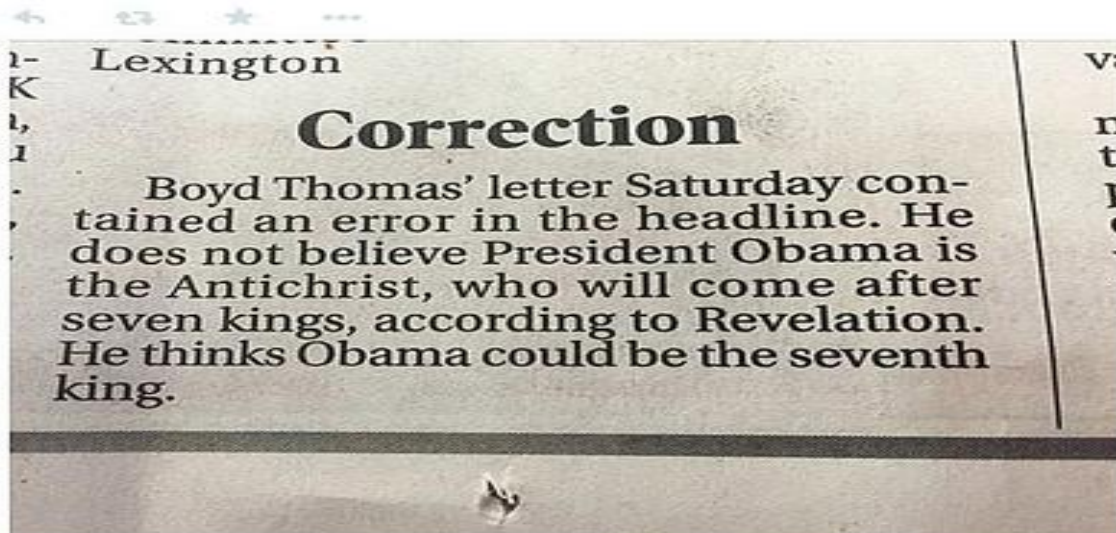 Lexington
K
Correction
Boyd Thomas' letter Saturday con-
tained an error in the headline. He
does not believe President Obama is
the Antichrist, who will come after
seven kings, according to Revelation.
He thinks Obama could be the seventh
king.